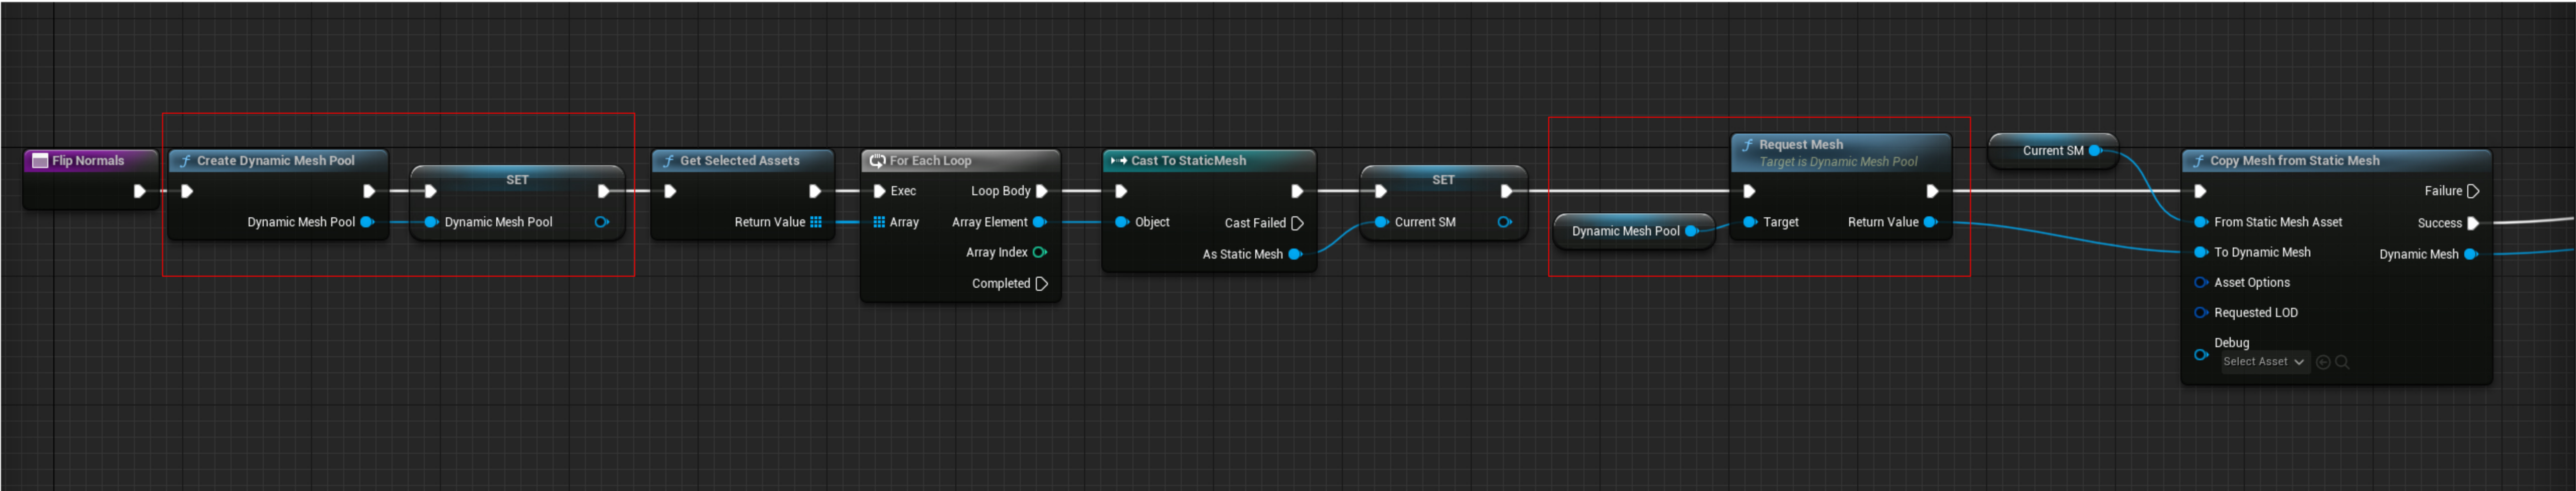 Flip Normals
Create Dynamic Mesh Pool
Dynamic Mesh Pool
SET
Dynamic Mesh Pool
Get Selected Assets
Return Value
For Each Loop
Exec
Loop Body
Array
Array Element
Array Index
Completed
Cast To StaticMesh
Object
Cast Failed
As Static Mesh
SET
Current SM
Dynamic Mesh Pool
Request Mesh
Target is Dynamic Mesh Pool
Target
Return Value
Current SM
Copy Mesh from Static Mesh
Failure
From Static Mesh Asset
Success
To Dynamic Mesh
Dynamic Mesh
Asset Options
Requested LOD
Debug
Select Asset